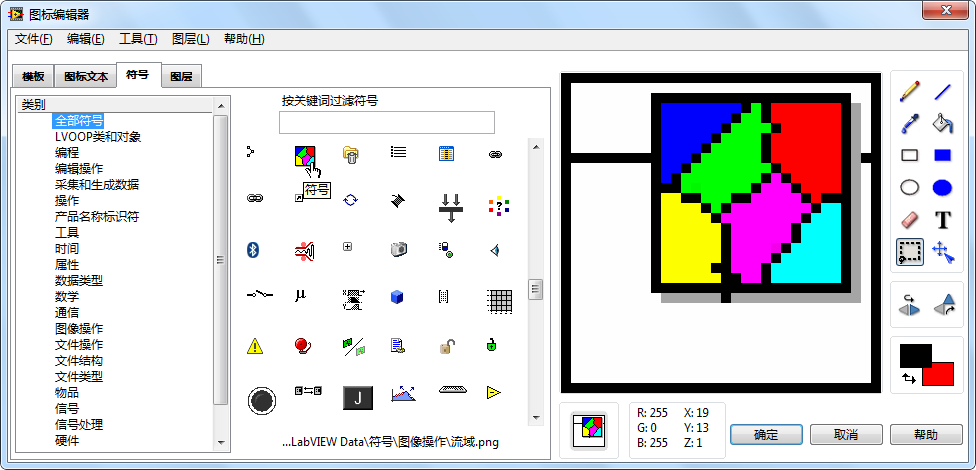 图标编辑器
文件(F) 编辑(E) 工具(T) 图层(L) 帮助(H)
模板 图标文本 符号 图层
类别
全部符号
LVOOP类和对象
编程
编辑操作
采集和生成数据
操作
产品名称标识符
工具
时间
属性
数据类型
数学
通信
图像操作
文件操作
文件结构
文件类型
物品
信号
信号处理
硬件
按关键词过滤符号
符号
?
μ
J
...LabVIEW Data\符号\图像操作\流域.png
T
R: 255 X: 19
G: 0 Y: 13
B: 255 Z: 1
确定 取消 帮助